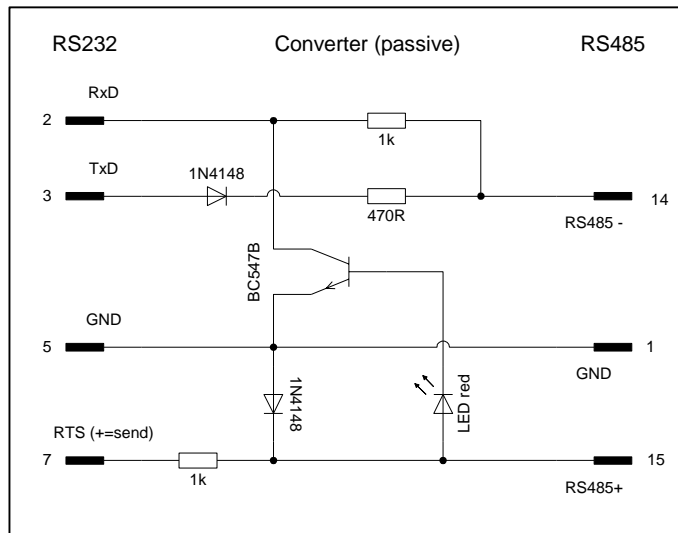 RS232 Converter (passive) RS485
RxD
2
1k
TxD
1N4148
3
470R
14
RS485 -
BC547B
GND
5
1
GND
1N4148
LED red
RTS (+=send)
7
1k
15
RS485+